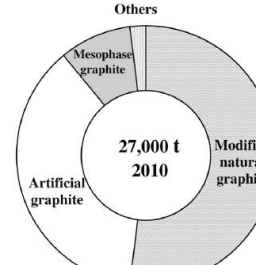 Others
Mesophase
graphite
27,000 t
2010
Modifi
natura
graphi
Artificial
graphite